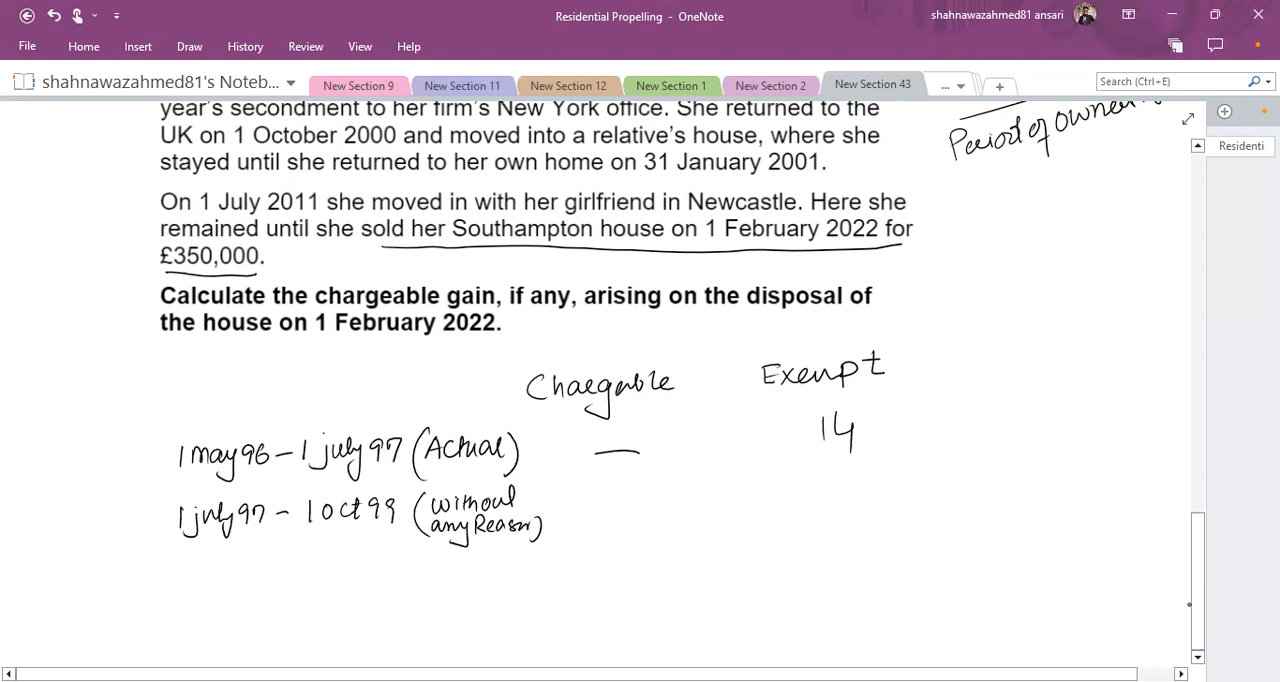 Residential Propelling - OneNote
shahnawazahmed81 ansari
File Home Insert Draw History Review View Help
shahnawazahmed81's Noteb...
New Section 9
New Section 11
New Section 12
New Section 1
New Section 2
New Section 43
...
Search (Ctrl+E)
Residenti
year's secondment to her firm's New York office. She returned to the
UK on 1 October 2000 and moved into a relative's house, where she
stayed until she returned to her own home on 31 January 2001.
Period of owner
On 1 July 2011 she moved in with her girlfriend in Newcastle. Here she
remained until she sold her Southampton house on 1 February 2022 for
£350,000.
Calculate the chargeable gain, if any, arising on the disposal of
the house on 1 February 2022.
Chaegable Exempt
1 may 96 - 1 july 97 (Actual) — 14
1 july 97 - 1 oct 99 (without
any Reason)